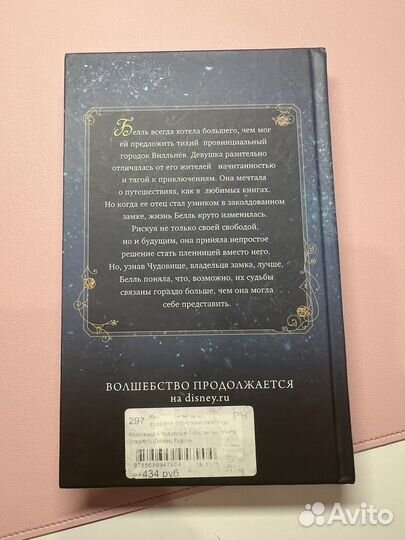 Белль всегда хотела большего, чем мог
ей предложить тихий провинциальный
городок Вилльнёв. Девушка разительно
отличалась от его жителей начитанностью
и тягой к приключениям. Она мечтала
о путешествиях, как в любимых книгах.
Но когда ее отец стал узником в заколдованном
замке, жизнь Белль круто изменилась.
Рискуя не только своей свободой,
но и будущим, она приняла непростое
решение стать пленницей вместо него.
Но, узнав Чудовище, владельца замка, лучше,
Белль поняла, что, возможно, их судьбы
связаны гораздо больше, чем она могла
себе представить.
ВОЛШЕБСТВО ПРОДОЛЖАЕТСЯ
на disney.ru
297
434 руб.
Avito